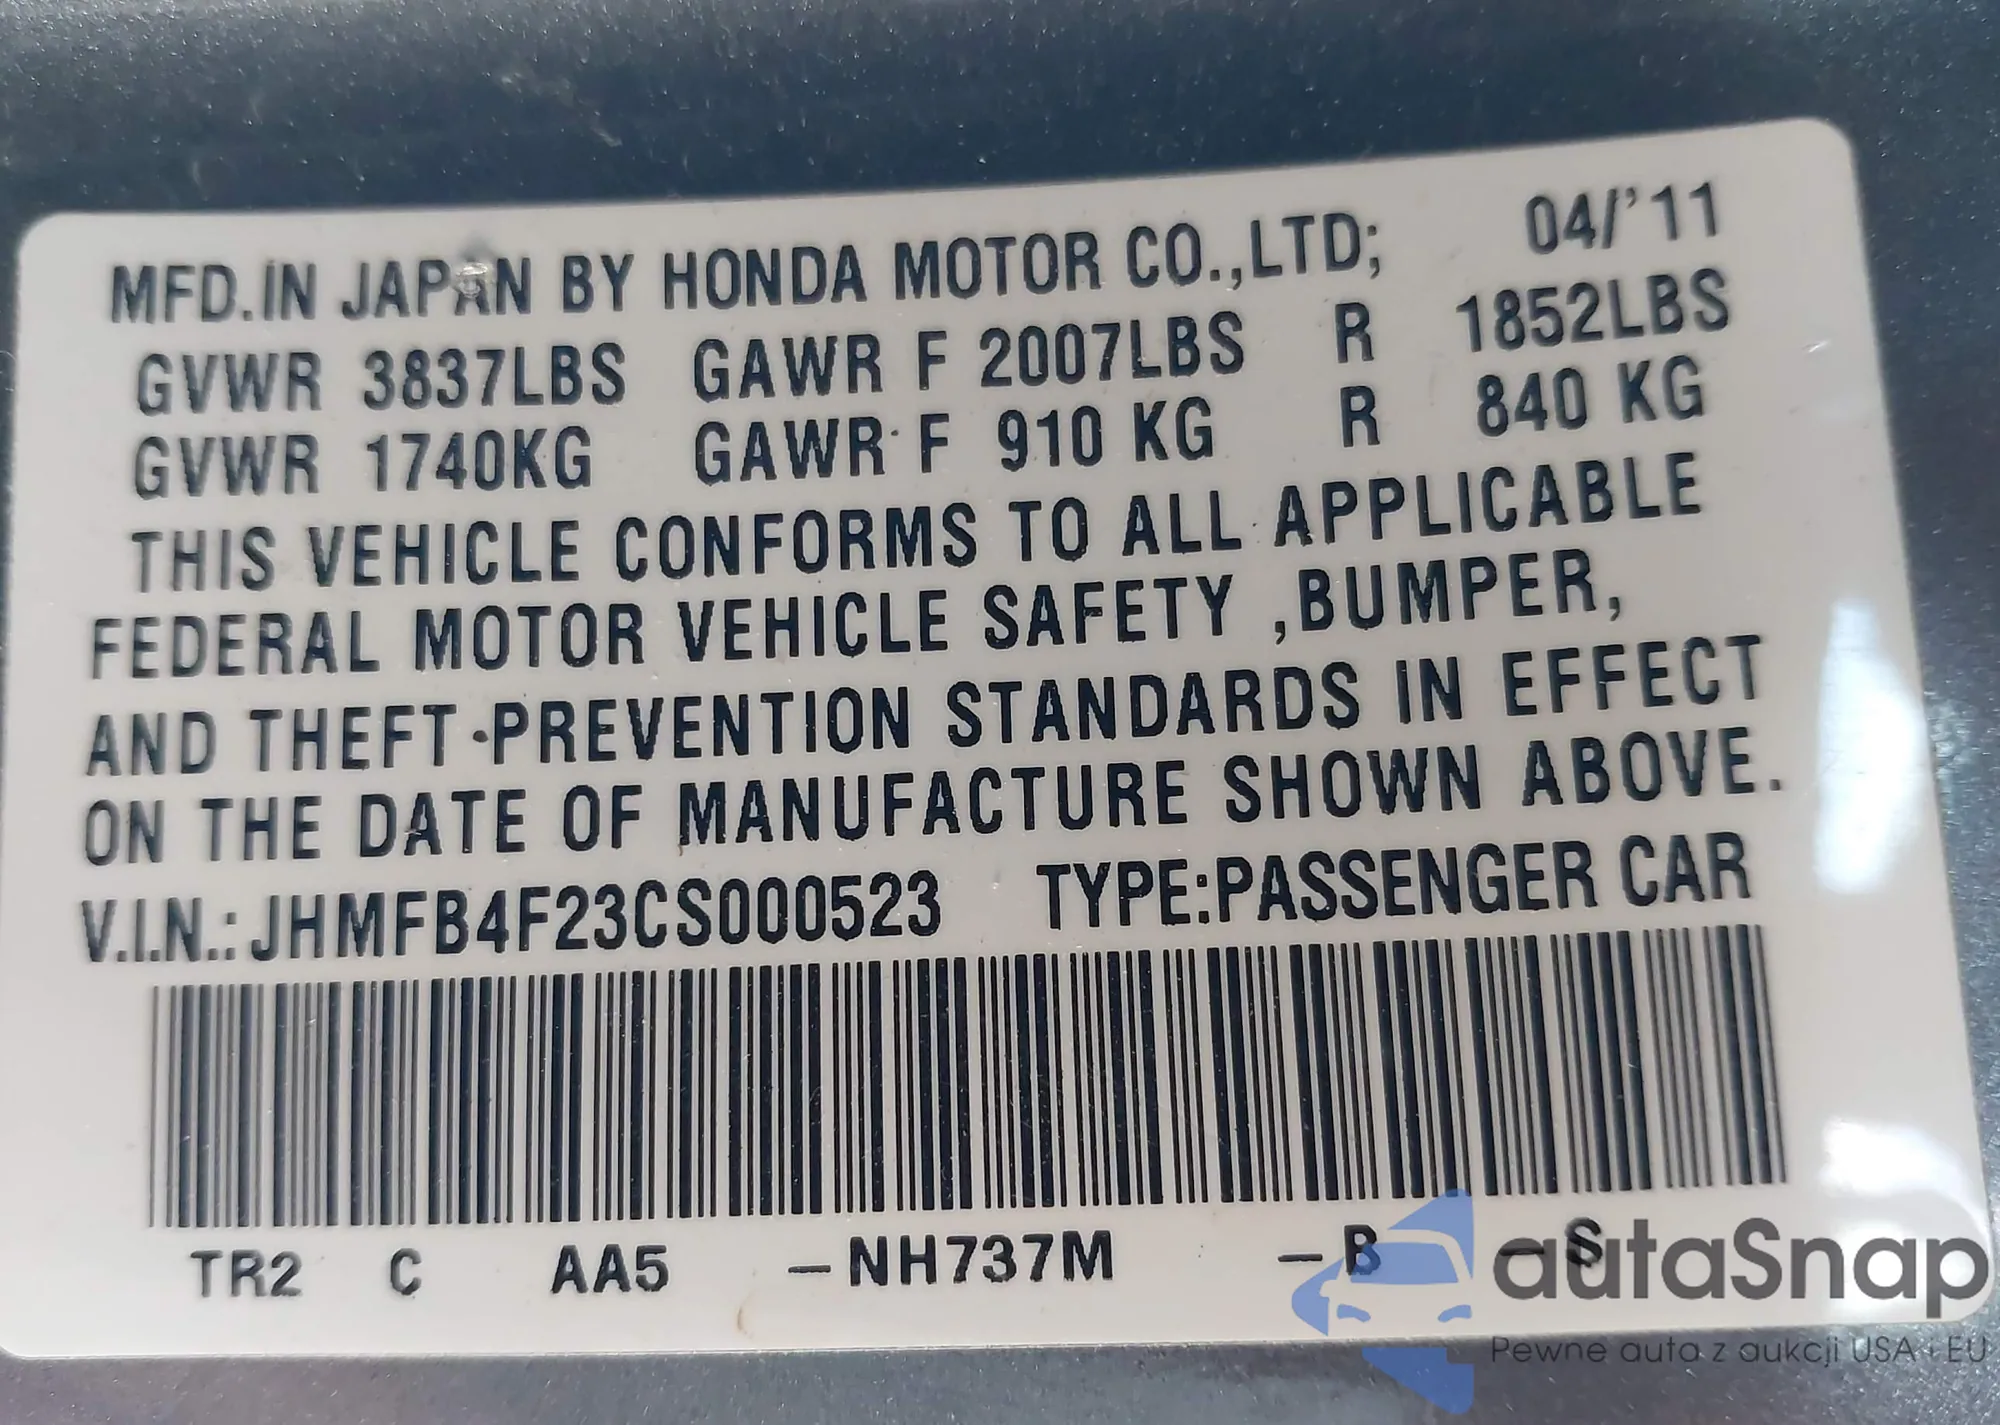 MFD.IN JAPAN BY HONDA MOTOR CO.,LTD; 04/'11
GVWR 3837LBS GAWR F 2007LBS R 1852LBS
GVWR 1740KG GAWR F 910 KG R 840 KG
THIS VEHICLE CONFORMS TO ALL APPLICABLE
FEDERAL MOTOR VEHICLE SAFETY ,BUMPER,
AND THEFT PREVENTION STANDARDS IN EFFECT
ON THE DATE OF MANUFACTURE SHOWN ABOVE.
V.I.N.: JHMFB4F23CS000523 TYPE:PASSENGER CAR
TR2 C AA5 –NH737M –B –S
autaSnap
Pewne auta z aukcji USA i EU